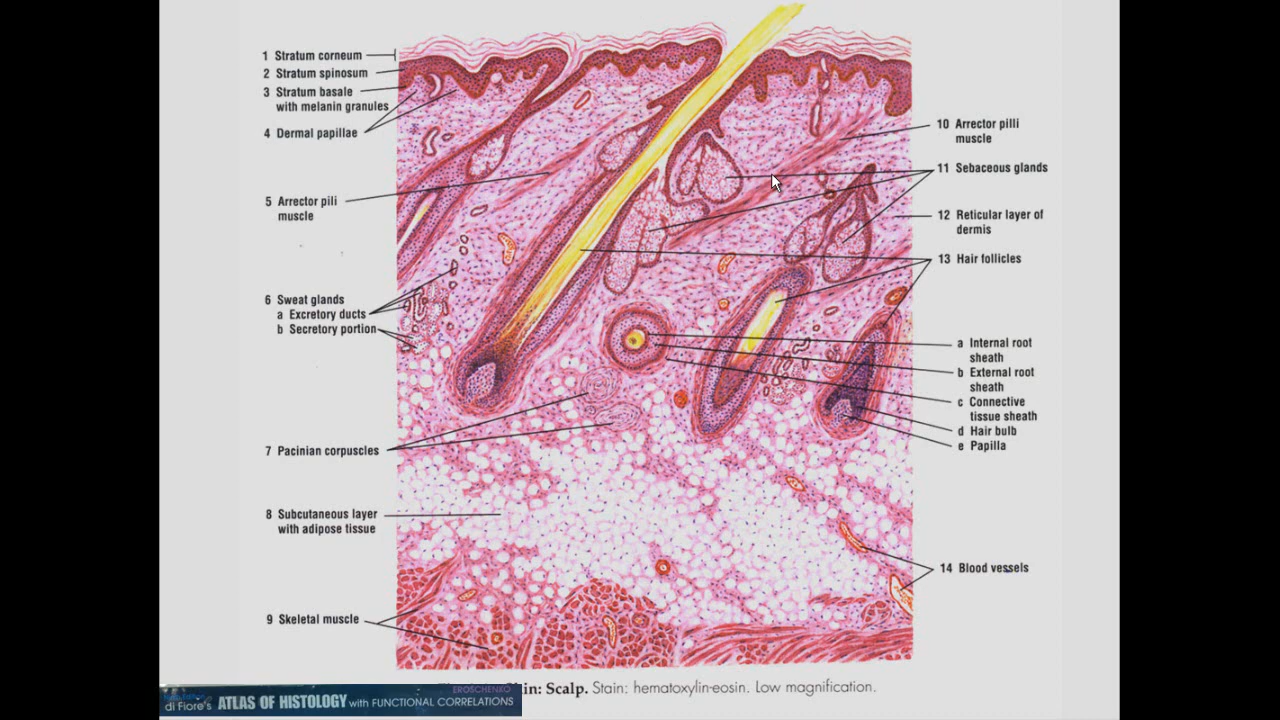 1 Stratum corneum
2 Stratum spinosum
3 Stratum basale
with melanin granules
4 Dermal papillae
5 Arrector pili
muscle
6 Sweat glands
a Excretory ducts
b Secretory portion
7 Pacinian corpuscles
8 Subcutaneous layer
with adipose tissue
9 Skeletal muscle
10 Arrector pilli
muscle
11 Sebaceous glands
12 Reticular layer of
dermis
13 Hair follicles
a Internal root
sheath
b External root
sheath
c Connective
tissue sheath
d Hair bulb
e Papilla
14 Blood vessels
Scalp. Stain: hematoxylin-eosin. Low magnification.
EROSCHENKO
di Fiore's ATLAS OF HISTOLOGY with FUNCTIONAL CORRELATIONS